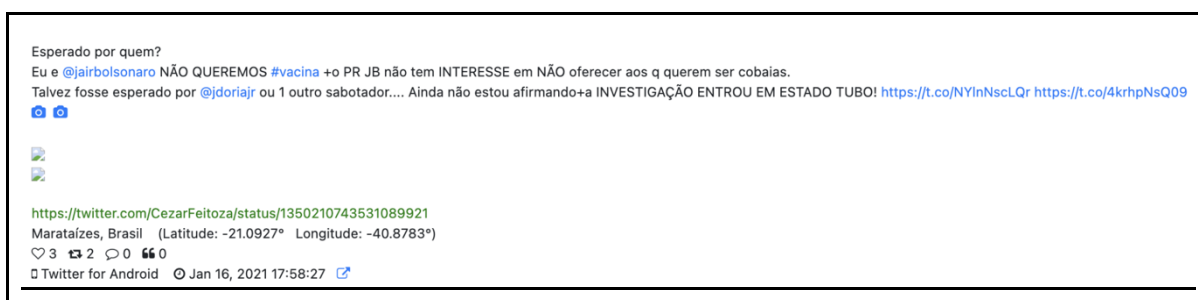 Esperado por quem?
Eu e @jairbolsonaro NÃO QUEREMOS #vacina +o PR JB não tem INTERESSE em NÃO oferecer aos q querem ser cobaias.
Talvez fosse esperado por @jdoriajr ou 1 outro sabotador.... Ainda não estou afirmando+a INVESTIGAÇÃO ENTROU EM ESTADO TUBO! https://t.co/NYlnNscLQr https://t.co/4krhpNsQ09
https://twitter.com/CezarFeitoza/status/1350210743531089921
Marataízes, Brasil (Latitude: -21.0927° Longitude: -40.8783°)
3 2 0 0
Twitter for Android Jan 16, 2021 17:58:27